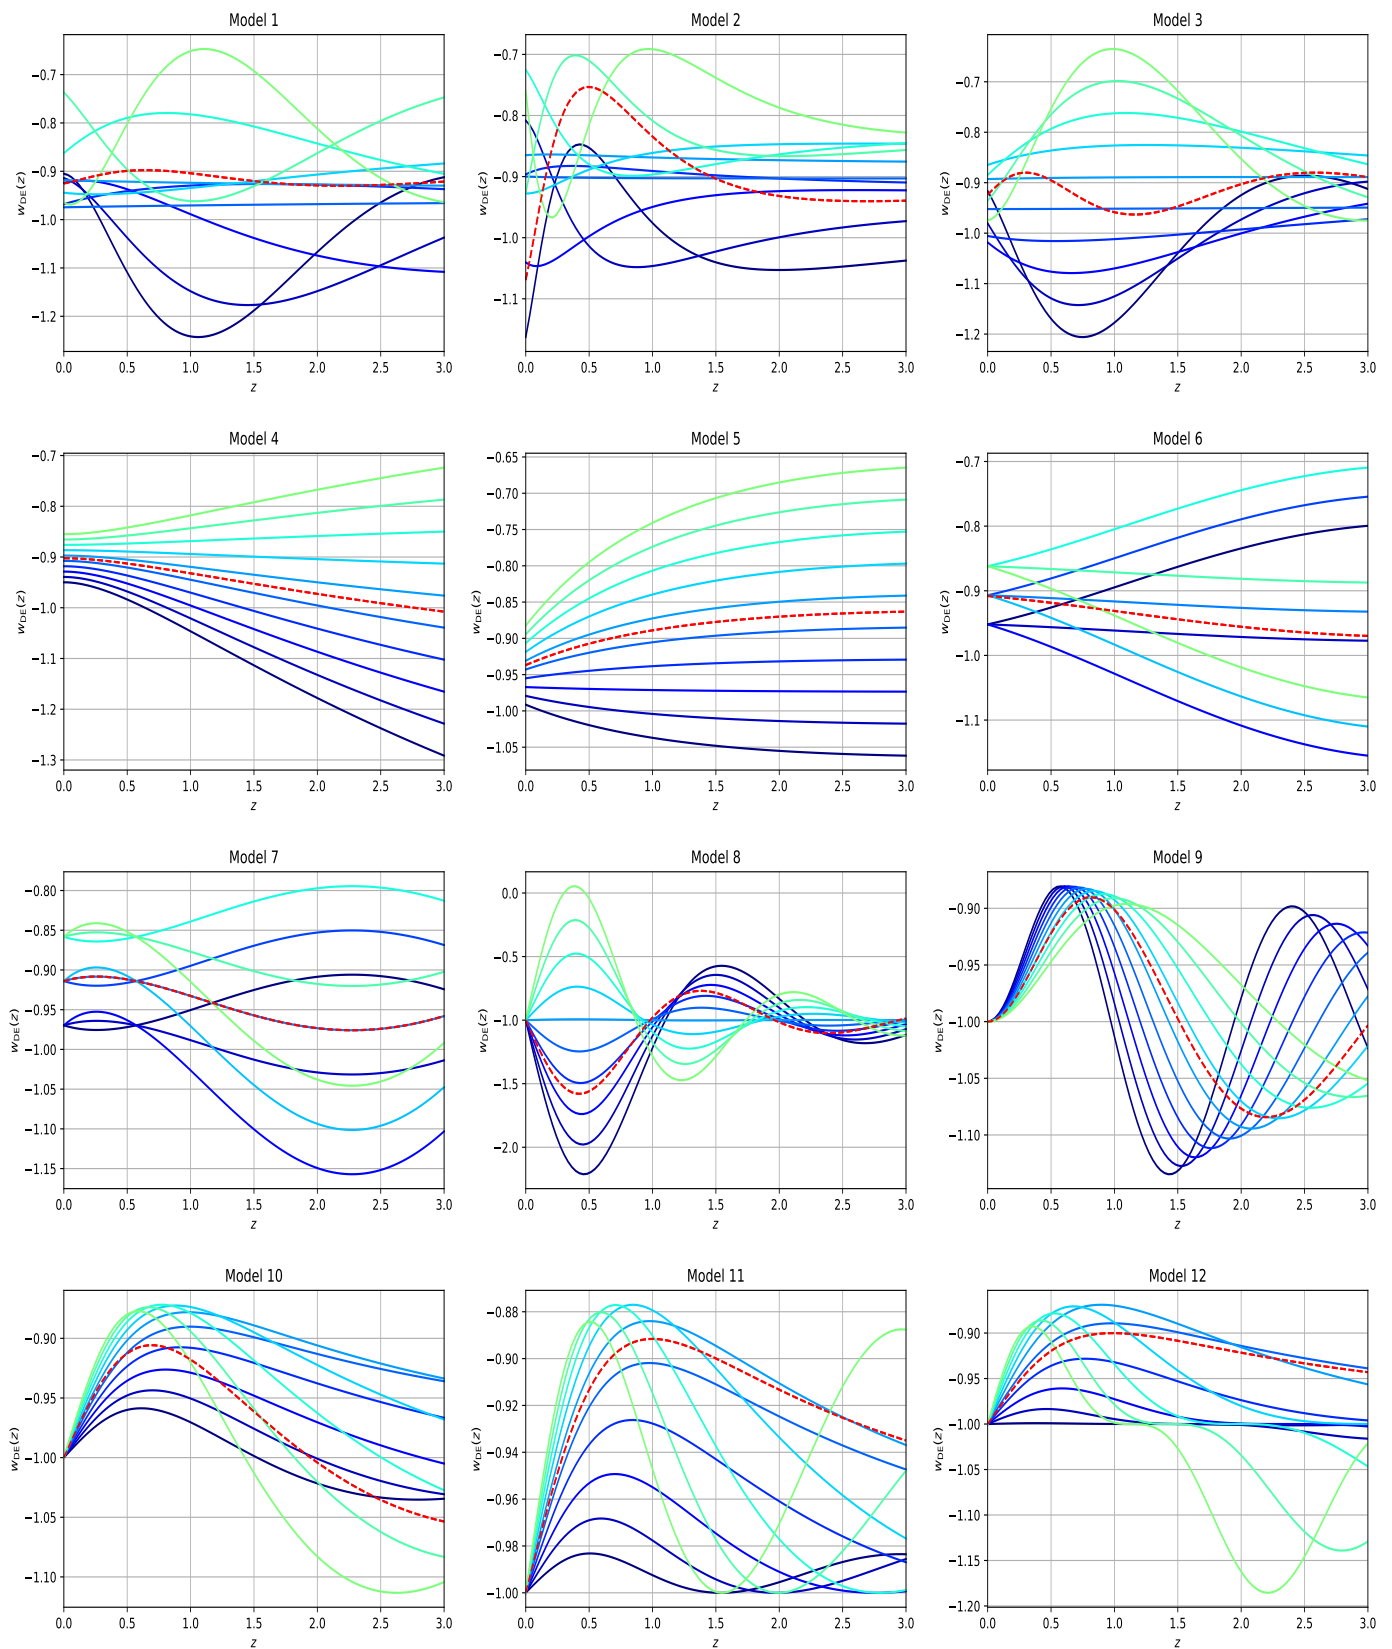 Model 1
−0.7
−0.8
−0.9
−1.0
−1.1
−1.2
w_DE(z)
0.0 0.5 1.0 1.5 2.0 2.5 3.0
z
Model 2
−0.7
−0.8
−0.9
−1.0
−1.1
w_DE(z)
0.0 0.5 1.0 1.5 2.0 2.5 3.0
z
Model 3
−0.7
−0.8
−0.9
−1.0
−1.1
−1.2
w_DE(z)
0.0 0.5 1.0 1.5 2.0 2.5 3.0
z
Model 4
−0.7
−0.8
−0.9
−1.0
−1.1
−1.2
−1.3
w_DE(z)
0.0 0.5 1.0 1.5 2.0 2.5 3.0
z
Model 5
−0.65
−0.70
−0.75
−0.80
−0.85
−0.90
−0.95
−1.00
−1.05
w_DE(z)
0.0 0.5 1.0 1.5 2.0 2.5 3.0
z
Model 6
−0.7
−0.8
−0.9
−1.0
−1.1
w_DE(z)
0.0 0.5 1.0 1.5 2.0 2.5 3.0
z
Model 7
−0.80
−0.85
−0.90
−0.95
−1.00
−1.05
−1.10
−1.15
w_DE(z)
0.0 0.5 1.0 1.5 2.0 2.5 3.0
z
Model 8
0.0
−0.5
−1.0
−1.5
−2.0
w_DE(z)
0.0 0.5 1.0 1.5 2.0 2.5 3.0
z
Model 9
−0.90
−0.95
−1.00
−1.05
−1.10
w_DE(z)
0.0 0.5 1.0 1.5 2.0 2.5 3.0
z
Model 10
−0.90
−0.95
−1.00
−1.05
−1.10
w_DE(z)
0.0 0.5 1.0 1.5 2.0 2.5 3.0
z
Model 11
−0.88
−0.90
−0.92
−0.94
−0.96
−0.98
−1.00
w_DE(z)
0.0 0.5 1.0 1.5 2.0 2.5 3.0
z
Model 12
−0.90
−0.95
−1.00
−1.05
−1.10
−1.15
−1.20
w_DE(z)
0.0 0.5 1.0 1.5 2.0 2.5 3.0
z